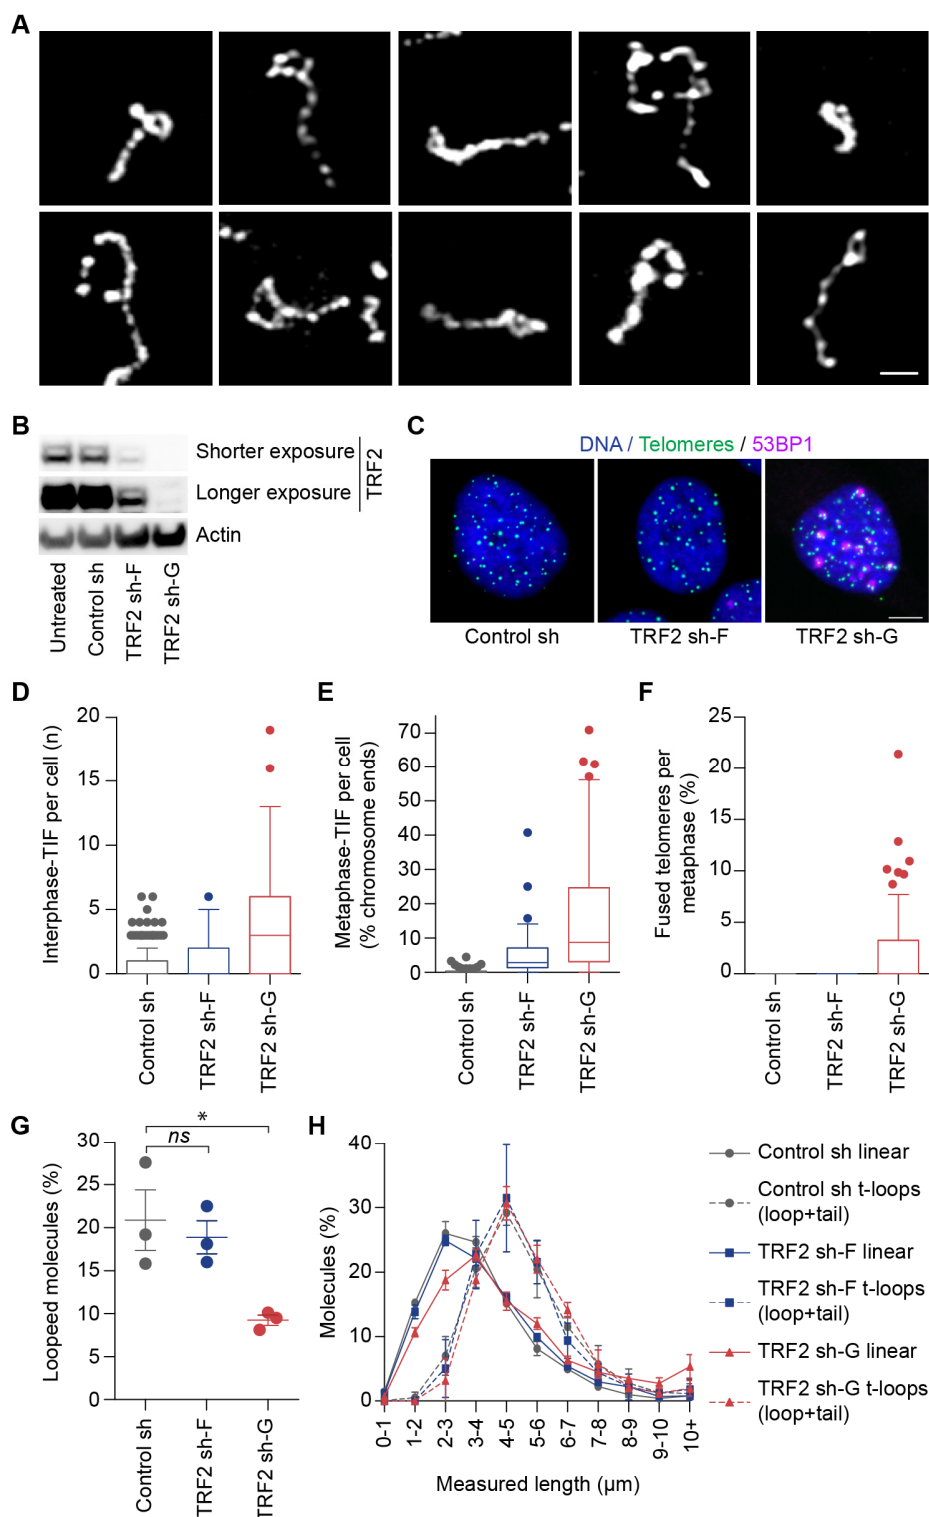 A
B
Shorter exposure
Longer exposure
TRF2
Actin
Untreated
Control sh
TRF2 sh-F
TRF2 sh-G
C
DNA / Telomeres / 53BP1
Control sh
TRF2 sh-F
TRF2 sh-G
D
Interphase-TIF per cell (n)
20
15
10
5
0
Control sh
TRF2 sh-F
TRF2 sh-G
E
Metaphase-TIF per cell
(% chromosome ends)
70
60
50
40
30
20
10
0
Control sh
TRF2 sh-F
TRF2 sh-G
F
Fused telomeres per
metaphase (%)
25
20
15
10
5
0
Control sh
TRF2 sh-F
TRF2 sh-G
G
Loopeed molecules (%)
30
25
20
15
10
5
0
*
ns
Control sh
TRF2 sh-F
TRF2 sh-G
H
Molecules (%)
40
30
20
10
0
0-1
1-2
2-3
3-4
4-5
5-6
6-7
7-8
8-9
9-10
10+
Measured length (µm)
Control sh linear
Control sh t-loops
(loop+tail)
TRF2 sh-F linear
TRF2 sh-F t-loops
(loop+tail)
TRF2 sh-G linear
TRF2 sh-G t-loops
(loop+tail)